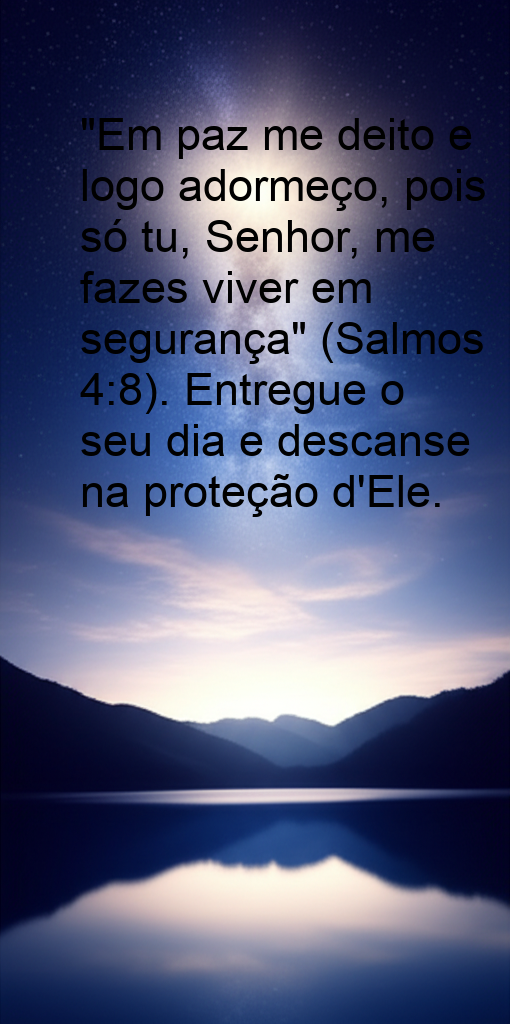 "Em paz me deito e
logo adormeço, pois
só tu, Senhor, me
fazes viver em
segurança" (Salmos
4:8). Entregue o
seu dia e descanse
na proteção d'Ele.